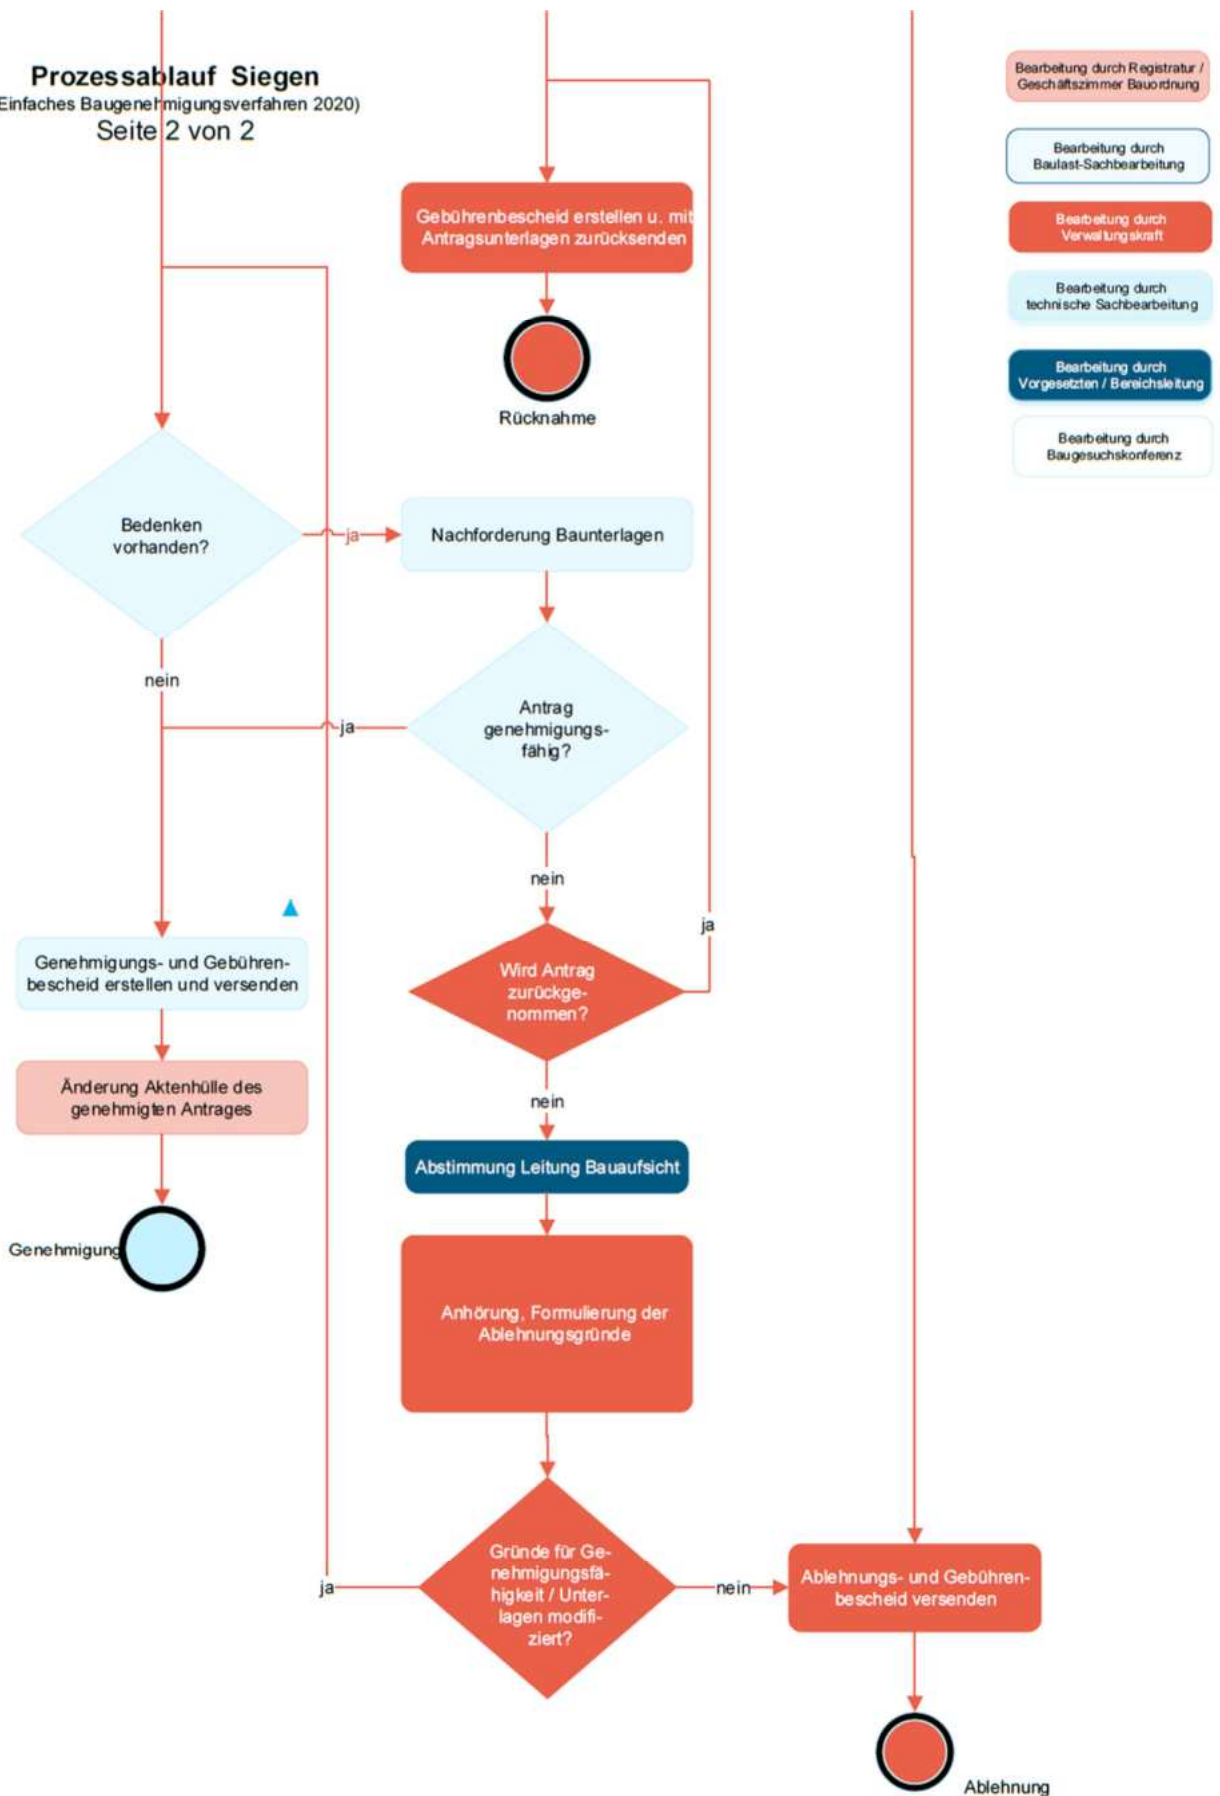 Prozessablauf Siegen
Einfaches Baugenehmigungsverfahren 2020)
Seite 2 von 2
Bearbeitung durch Registratur /
Geschäftszimmer Bauordnung
Bearbeitung durch
Baulast-Sachbearbeitung
Bearbeitung durch
Verwaltungskraft
Bearbeitung durch
technische Sachbearbeitung
Bearbeitung durch
Vorgesetzten / Bereichsleitung
Bearbeitung durch
Baugesuchskonferenz
Gebührenbescheid erstellen u. mit
Antragsunterlagen zurücksenden
Rücknahme
Bedenken
vorhanden?
ja
Nachforderung Bauunterlagen
nein
Antrag
genehmigungs-
fähig?
ja
nein
ja
Wird Antrag
zurückge-
nommen?
Genehmigungs- und Gebühren-
bescheid erstellen und versenden
Änderung Aktenhülle des
genehmigten Antrages
Genehmigung
nein
Abstimmung Leitung Bauaufsicht
Anhörung, Formulierung der
Ablehnungsgründe
Gründe für Ge-
nehmigungsfä-
higkeit / Unter-
lagen modifi-
ziert?
ja
nein
Ablehnungs- und Gebühren-
bescheid versenden
Ablehnung